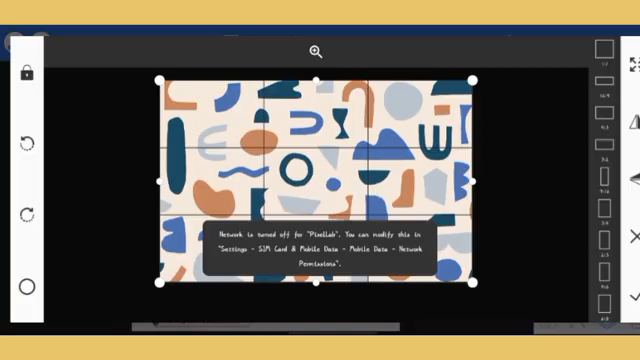 Network is turned off for "PixelLab". You can modify this in
"Settings - SIM Card & Mobile Data - Mobile Data - Network
Permissions".